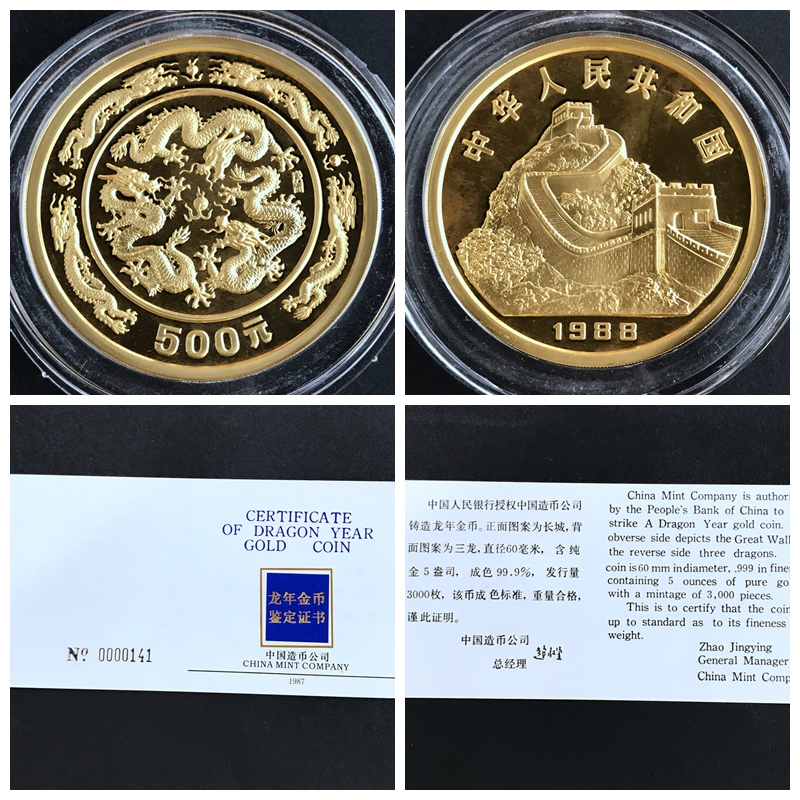 500元
中华人民共和国
1988
CERTIFICATE
OF DRAGON YEAR
GOLD COIN
龙年金币
鉴定证书
中国造币公司
CHINA MINT COMPANY
1987
Nº 0000141
中国人民银行授权中国造币公司
铸造龙年金币。正面图案为长城,背
面图案为三龙,直径60毫米, 含 纯
金 5 盎司, 成色 99.9%, 发行量
3000枚, 该币成色标准, 重量合格,
谨此证明。
中国造币公司
总经理
China Mint Company is authori
by the People's Bank of China to
strike A Dragon Year gold coin.
obverse side depicts the Great Wall
the reverse side three dragons.
coin is 60 mm in diameter, .999 in fine
containing 5 ounces of pure go
with a mintage of 3,000 pieces.
This is to certify that the coin
up to standard as to its fineness
weight.
Zhao Jingying
General Manager
China Mint Comp